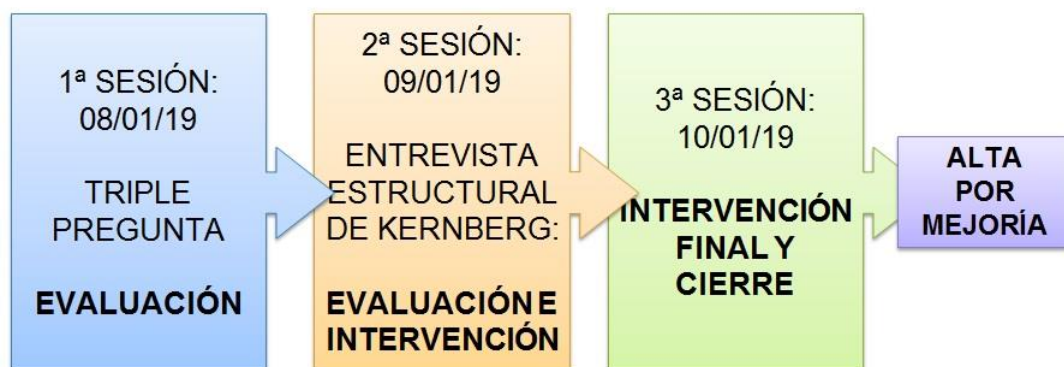 1ª SESIÓN:
08/01/19
TRIPLE
PREGUNTA
EVALUACIÓN
2ª SESIÓN:
09/01/19
ENTREVISTA
ESTRUCTURAL
DE KERNBERG:
EVALUACIÓN E
INTERVENCIÓN
3ª SESIÓN:
10/01/19
INTERVENCIÓN
FINAL Y
CIERRE
ALTA
POR
MEJORÍA